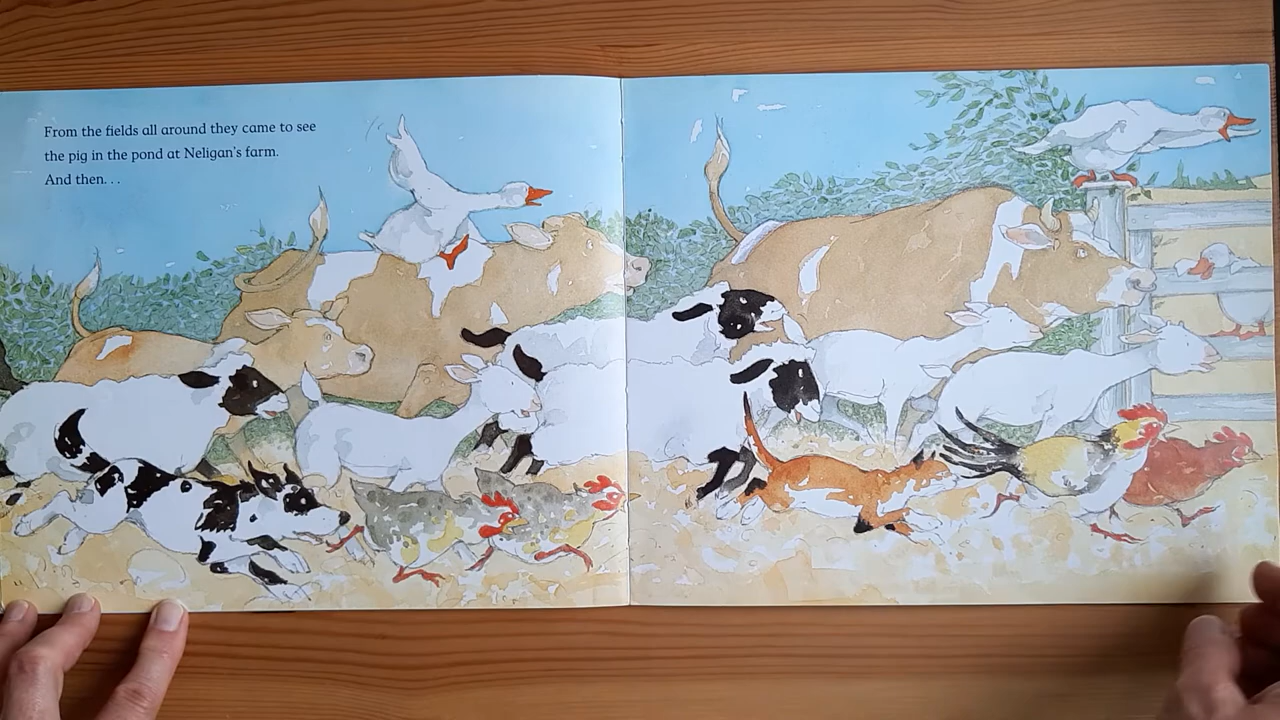 From the fields all around they came to see
the pig in the pond at Neligan's farm.
And then. . .